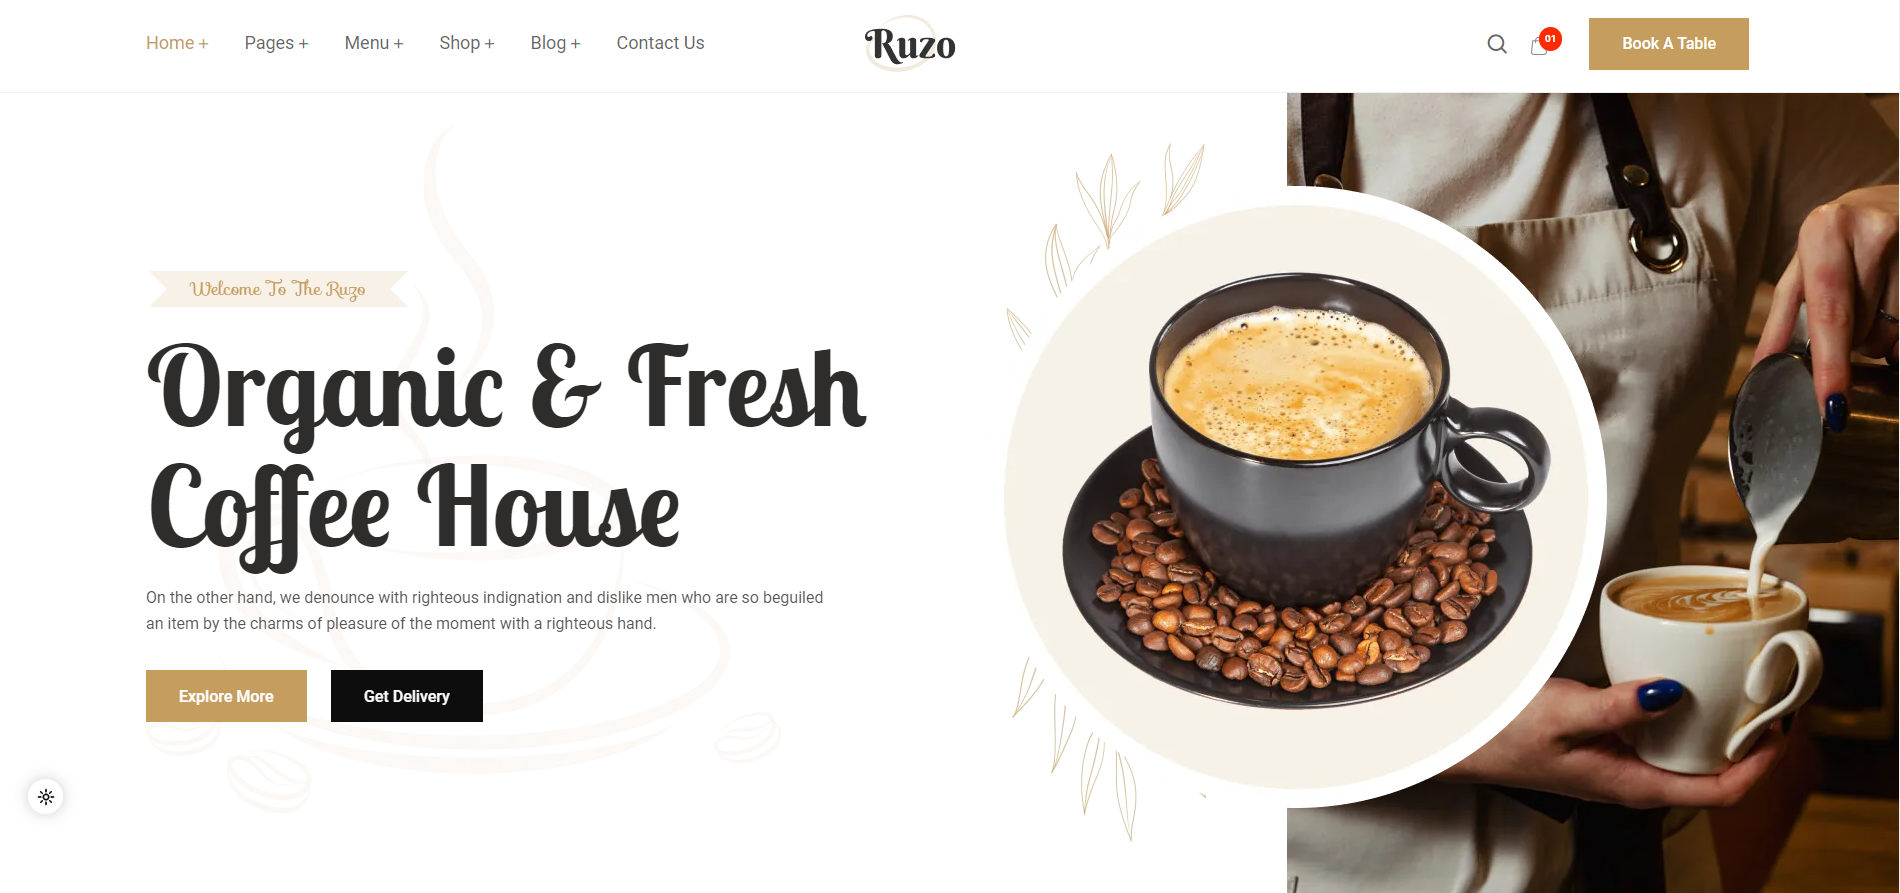 Home + Pages + Menu + Shop + Blog + Contact Us
Ruzo
01
Book A Table
Welcome To The Ruzo
Organic & Fresh
Coffee House
On the other hand, we denounce with righteous indignation and dislike men who are so beguiled
an item by the charms of pleasure of the moment with a righteous hand.
Explore More
Get Delivery